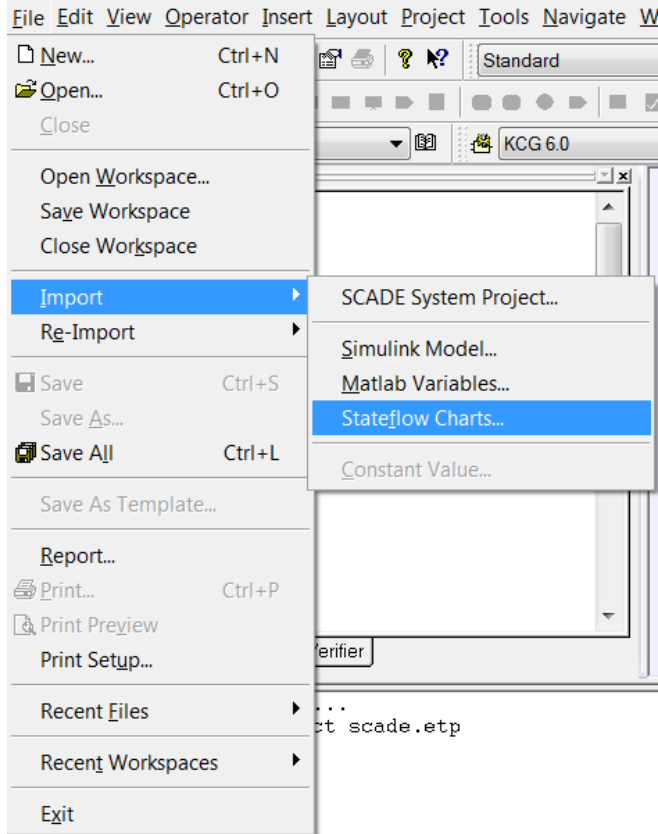 File Edit View Operator Insert Layout Project Tools Navigate W
New... Ctrl+N
Standard
Open... Ctrl+O
Close
KCG 6.0
Open Workspace...
Save Workspace
Close Workspace
Import
SCADE System Project...
Re-Import
Simulink Model...
Save Ctrl+S
Matlab Variables...
Save As...
Stateflow Charts...
Save All Ctrl+L
Constant Value...
Save As Template...
Report...
Print... Ctrl+P
Print Preview
Print Setup...
erifier
Recent Files
...
ct scade.etp
Recent Workspaces
Exit